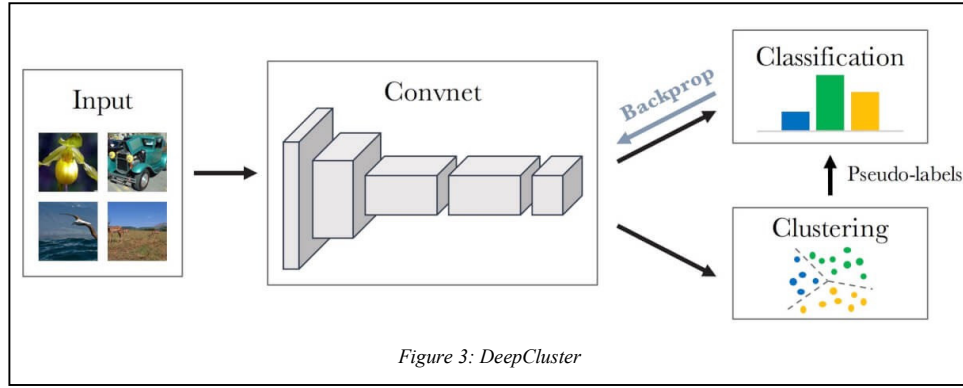 Input
Convnet
Backprop
Classification
Pseudo-labels
Clustering
Figure 3: DeepCluster